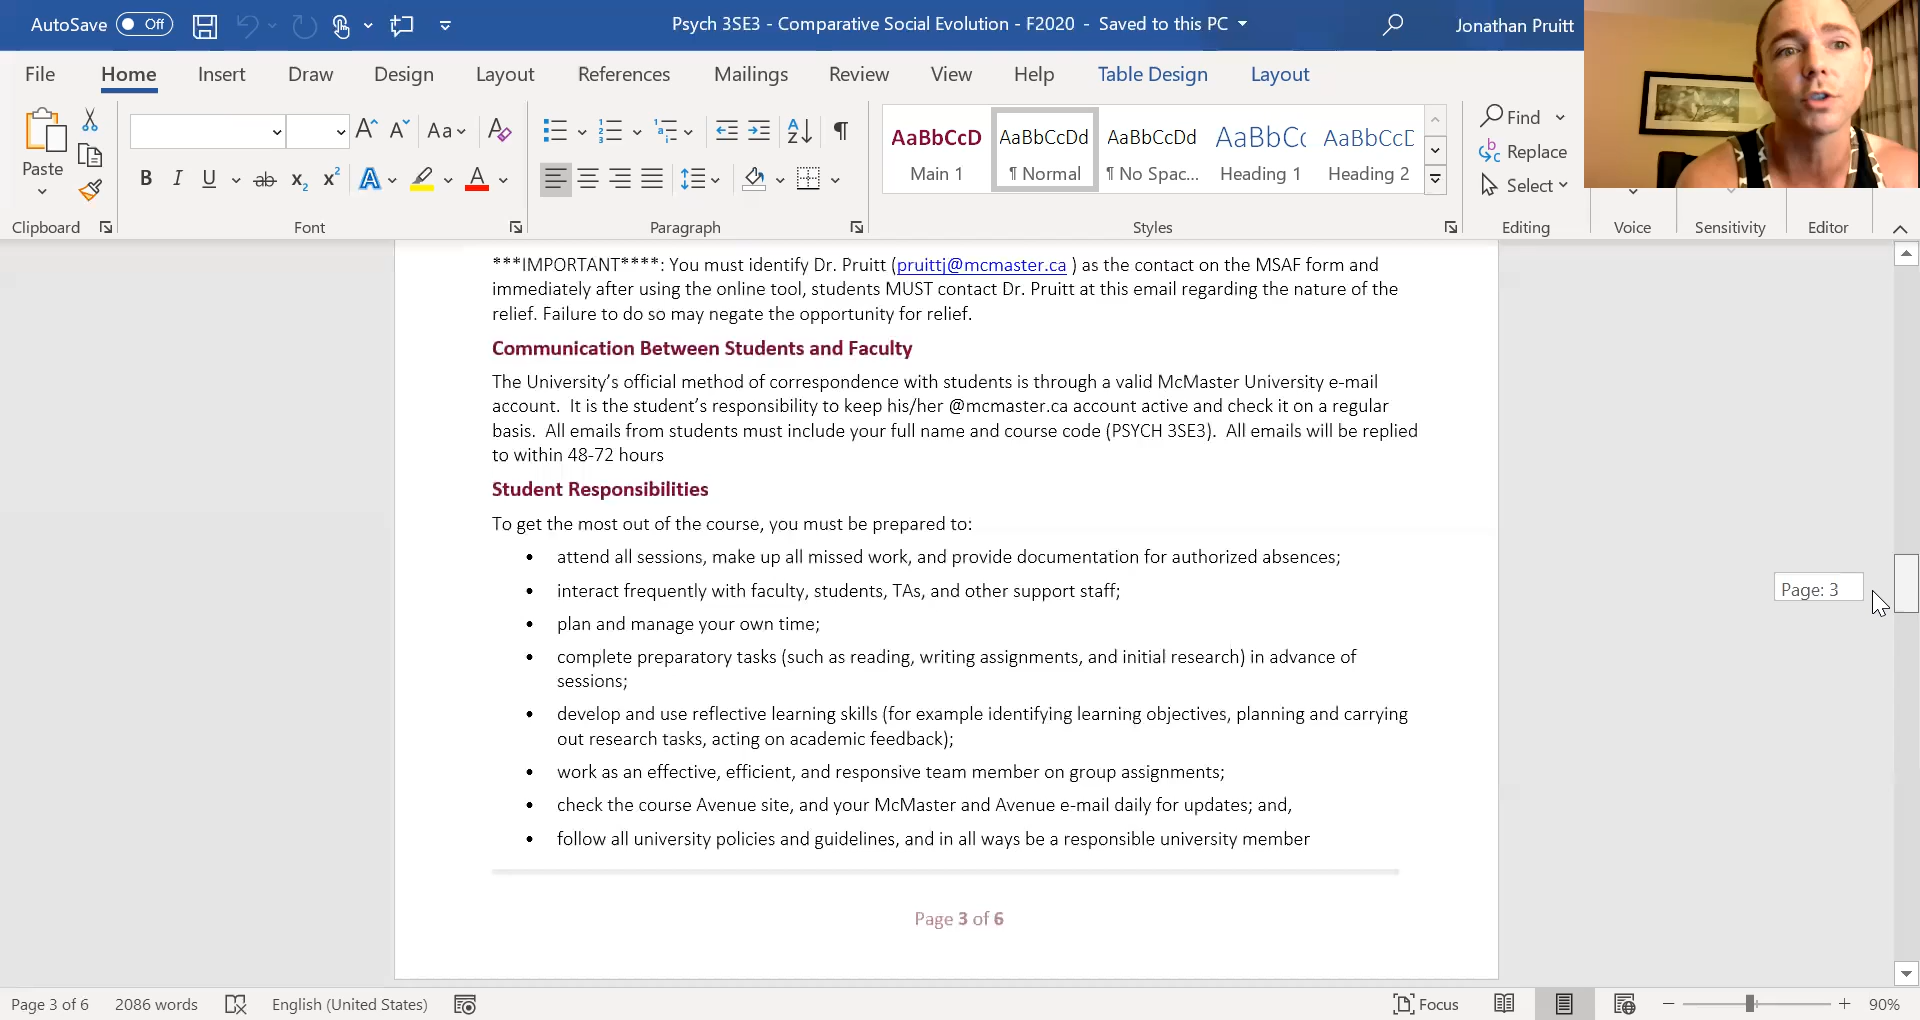 AutoSave Off
Psych 3SE3 - Comparative Social Evolution - F2020 - Saved to this PC
Jonathan Pruitt
File Home Insert Draw Design Layout References Mailings Review View Help Table Design Layout
Paste
Aa
AaBbCcD AaBbCcDd AaBbCcDd AaBbCc AaBbCcD
Main 1 ¶ Normal ¶ No Spac... Heading 1 Heading 2
Find
Replace
Select
B I U ab x₂ x² A A
Clipboard Font Paragraph Styles Editing Voice Sensitivity Editor
***IMPORTANT****: You must identify Dr. Pruitt (pruittj@mcmaster.ca ) as the contact on the MSAF form and
immediately after using the online tool, students MUST contact Dr. Pruitt at this email regarding the nature of the
relief. Failure to do so may negate the opportunity for relief.
Communication Between Students and Faculty
The University’s official method of correspondence with students is through a valid McMaster University e-mail
account.  It is the student’s responsibility to keep his/her @mcmaster.ca account active and check it on a regular
basis.  All emails from students must include your full name and course code (PSYCH 3SE3).  All emails will be replied
to within 48-72 hours
Student Responsibilities
To get the most out of the course, you must be prepared to:
• attend all sessions, make up all missed work, and provide documentation for authorized absences;
• interact frequently with faculty, students, TAs, and other support staff;
• plan and manage your own time;
• complete preparatory tasks (such as reading, writing assignments, and initial research) in advance of
sessions;
• develop and use reflective learning skills (for example identifying learning objectives, planning and carrying
out research tasks, acting on academic feedback);
• work as an effective, efficient, and responsive team member on group assignments;
• check the course Avenue site, and your McMaster and Avenue e-mail daily for updates; and,
• follow all university policies and guidelines, and in all ways be a responsible university member
Page: 3
Page 3 of 6
Page 3 of 6 2086 words English (United States) Focus 90%